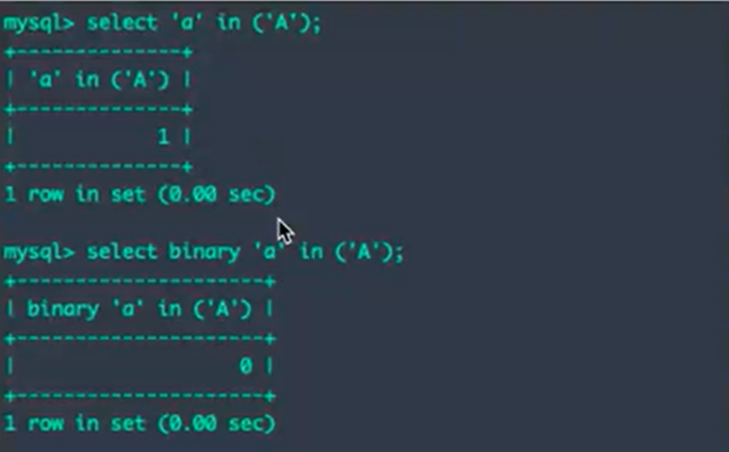 mysql> select 'a' in ('A');
+--------------+
| 'a' in ('A') |
+--------------+
|            1 |
+--------------+
1 row in set (0.00 sec)
mysql> select binary 'a' in ('A');
+---------------------+
| binary 'a' in ('A') |
+---------------------+
|                   0 |
+---------------------+
1 row in set (0.00 sec)